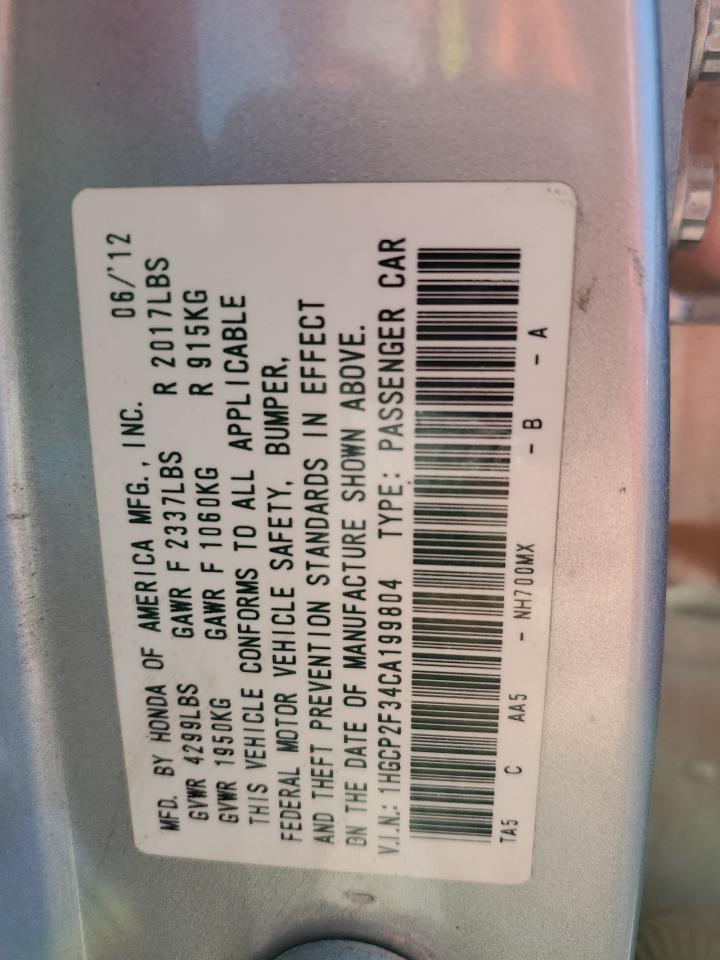 MFD. BY HONDA OF AMERICA MFG., INC. 06/'12
GVWR 4299LBS GAWR F 2337LBS R 2017LBS
GVWR 1950KG GAWR F 1060KG R 915KG
THIS VEHICLE CONFORMS TO ALL APPLICABLE
FEDERAL MOTOR VEHICLE SAFETY, BUMPER,
AND THEFT PREVENTION STANDARDS IN EFFECT
ON THE DATE OF MANUFACTURE SHOWN ABOVE.
V.I.N.: 1HGCP2F34CA199804 TYPE: PASSENGER CAR
TA5 C AA5 - NH700MX - B - A